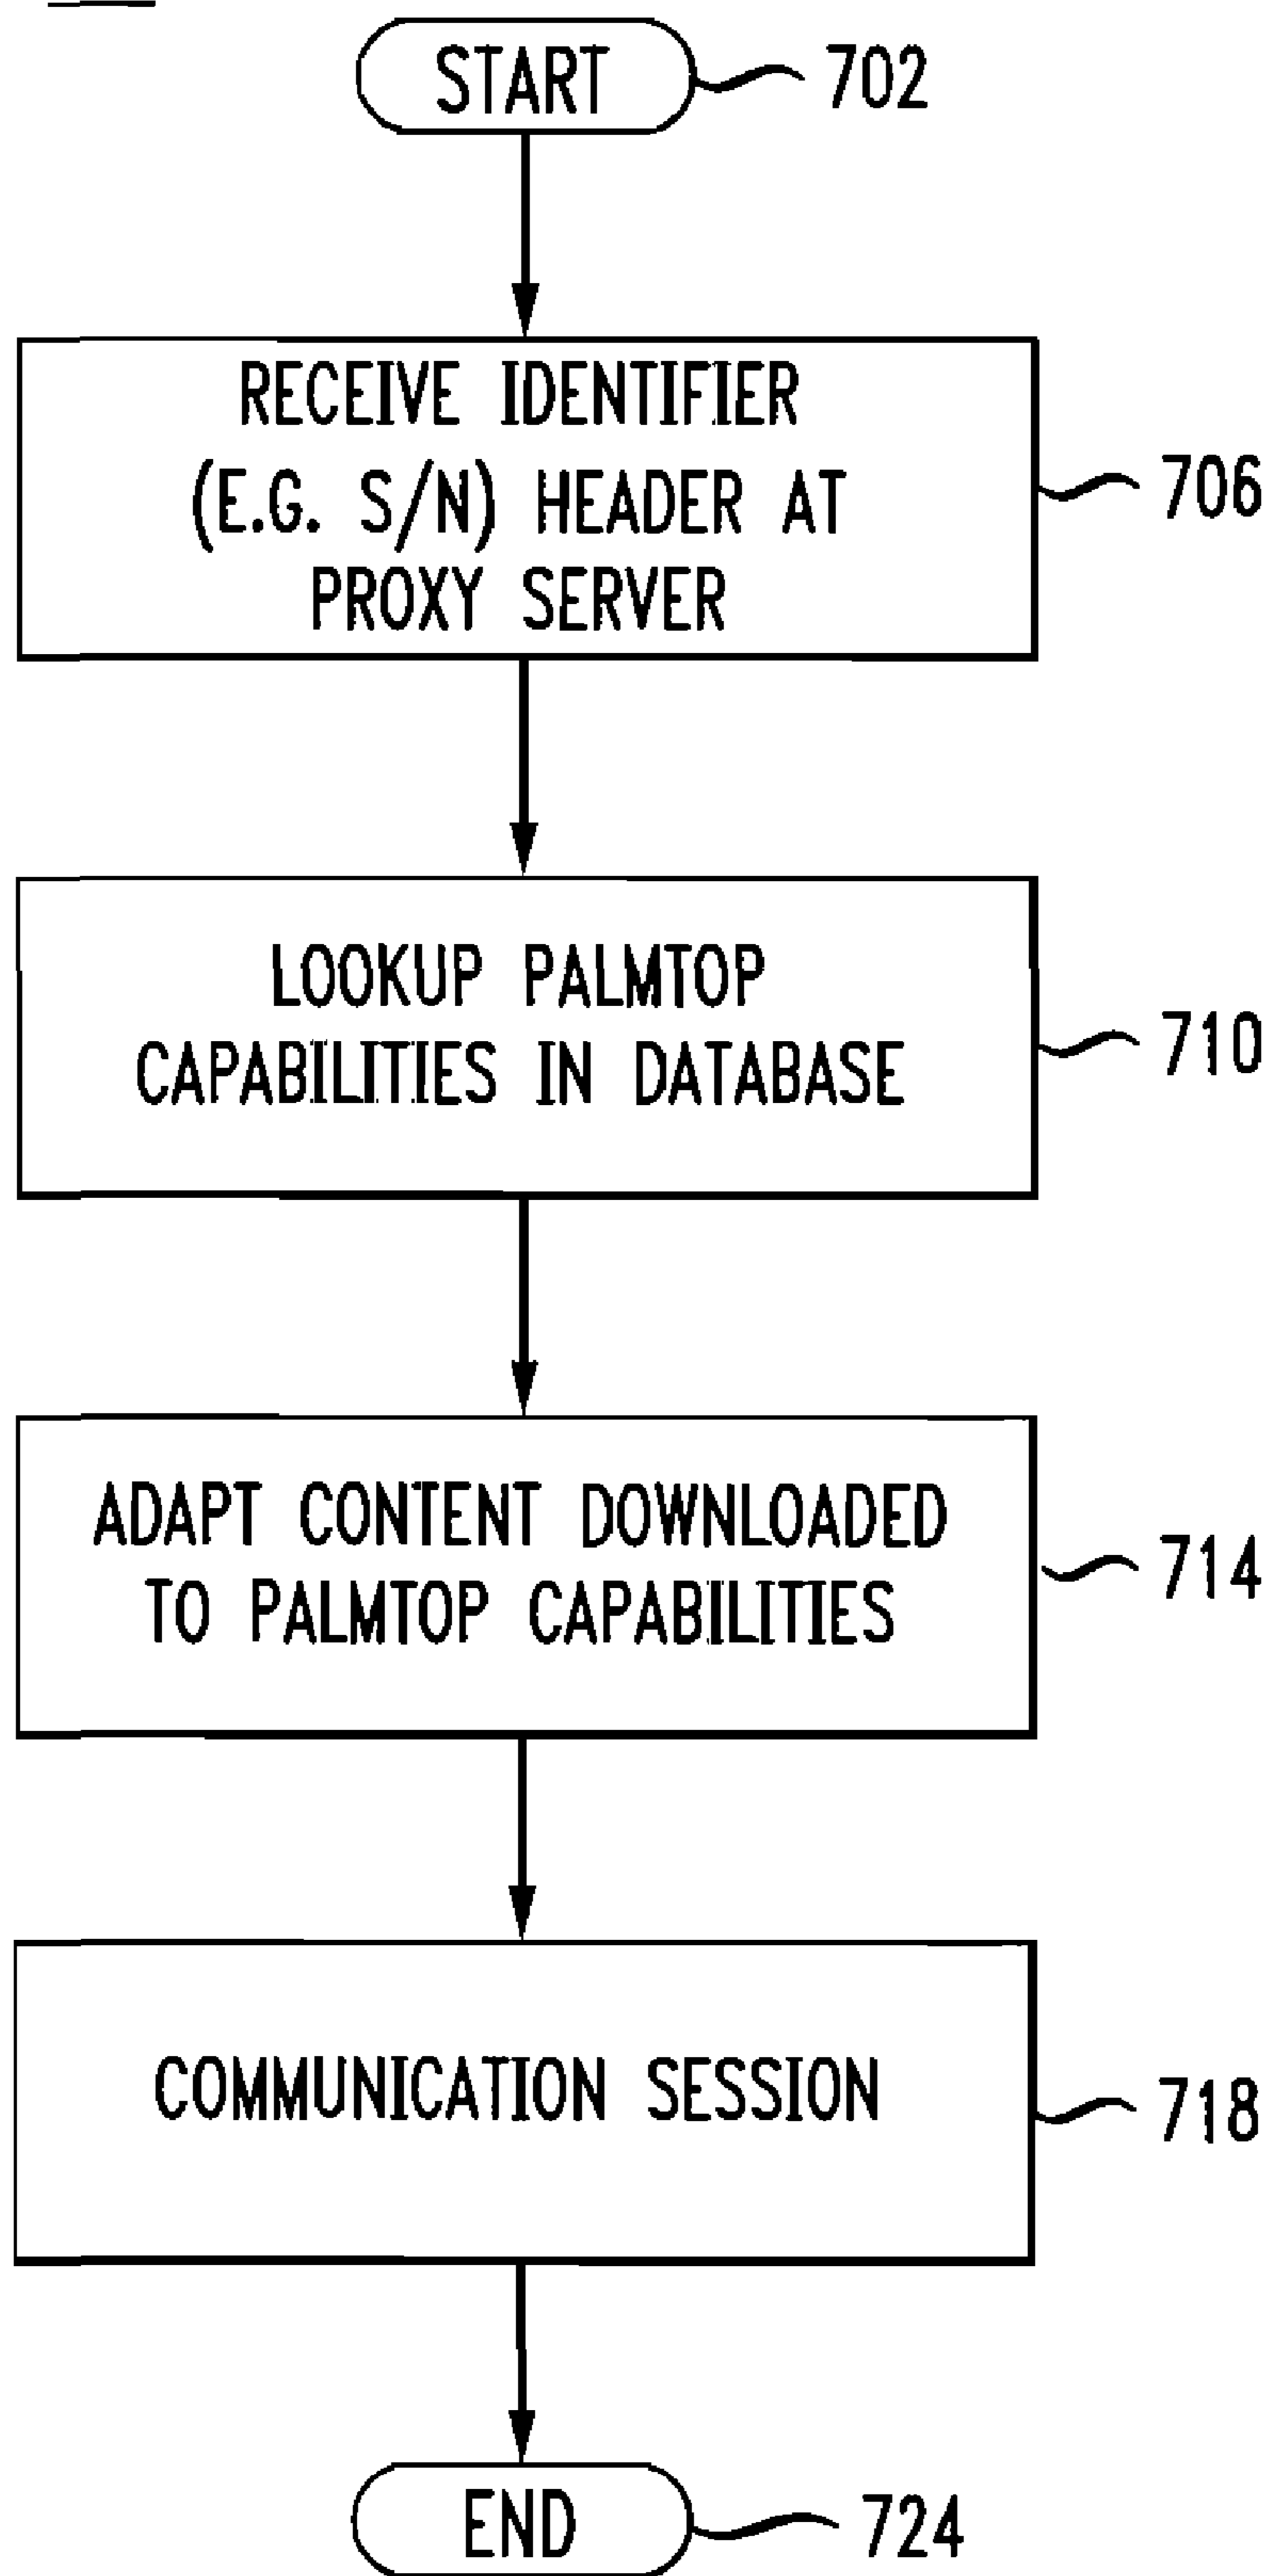 START
702
RECEIVE IDENTIFIER
(E.G. S/N) HEADER AT
PROXY SERVER
706
LOOKUP PALMTOP
CAPABILITIES IN DATABASE
710
ADAPT CONTENT DOWNLOADED
TO PALMTOP CAPABILITIES
714
COMMUNICATION SESSION
718
END
724